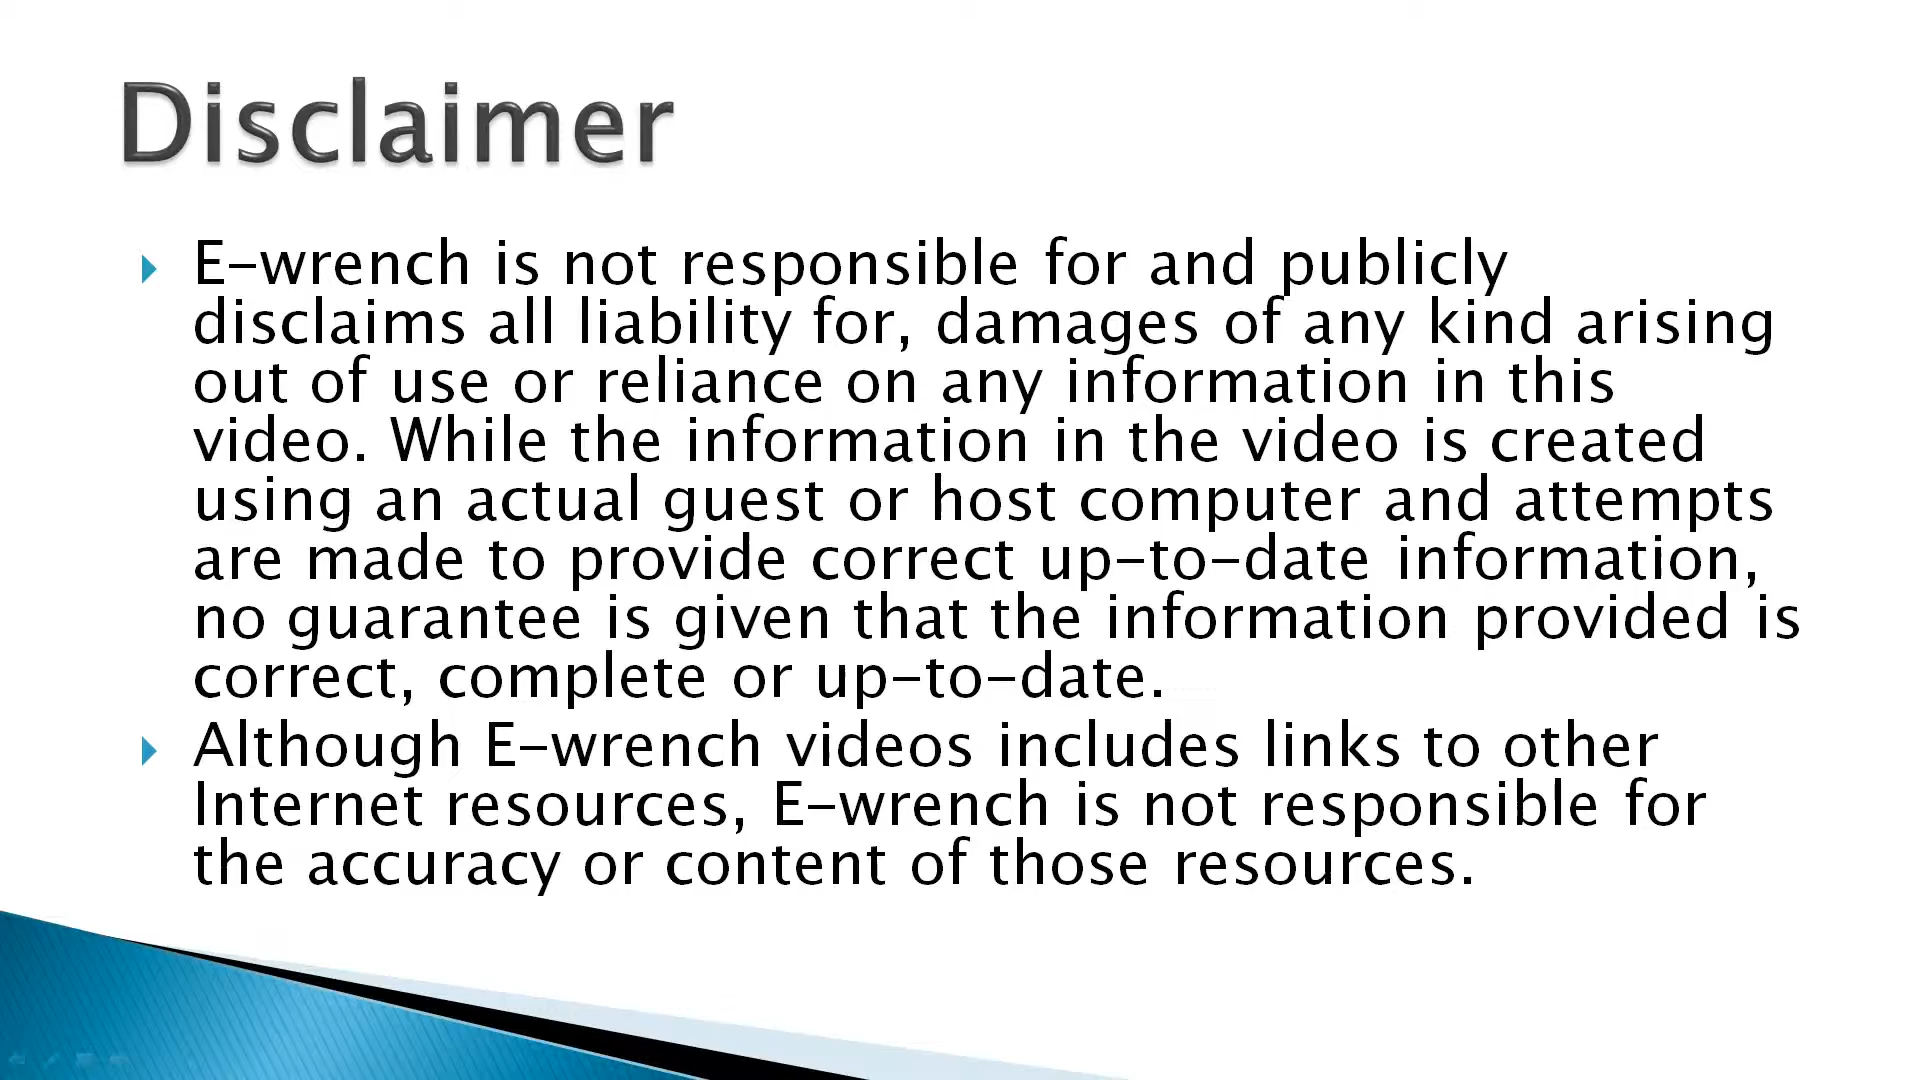 Disclaimer
E-wrench is not responsible for and publicly
disclaims all liability for, damages of any kind arising
out of use or reliance on any information in this
video. While the information in the video is created
using an actual guest or host computer and attempts
are made to provide correct up-to-date information,
no guarantee is given that the information provided is
correct, complete or up-to-date.
Although E-wrench videos includes links to other
Internet resources, E-wrench is not responsible for
the accuracy or content of those resources.